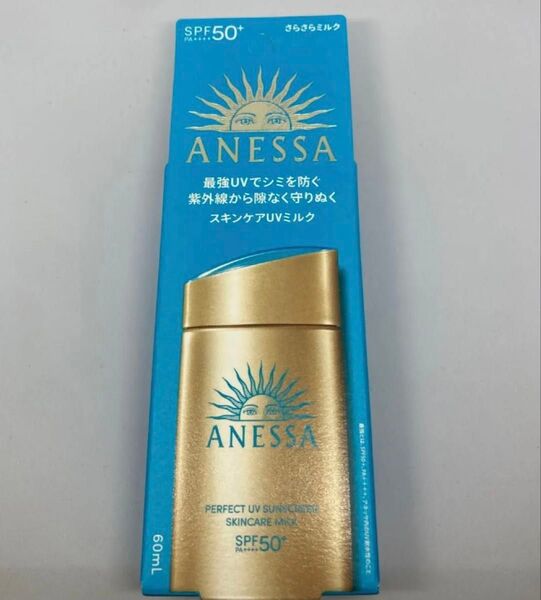 SPF50+
PA++++
さらさらミルク
ANESSA
最強UVでシミを防ぐ
紫外線から隙なく守りぬく
スキンケアUVミルク
ANESSA
PERFECT UV SUNSCREEN
SKINCARE MILK
SPF50+
PA++++
60mL